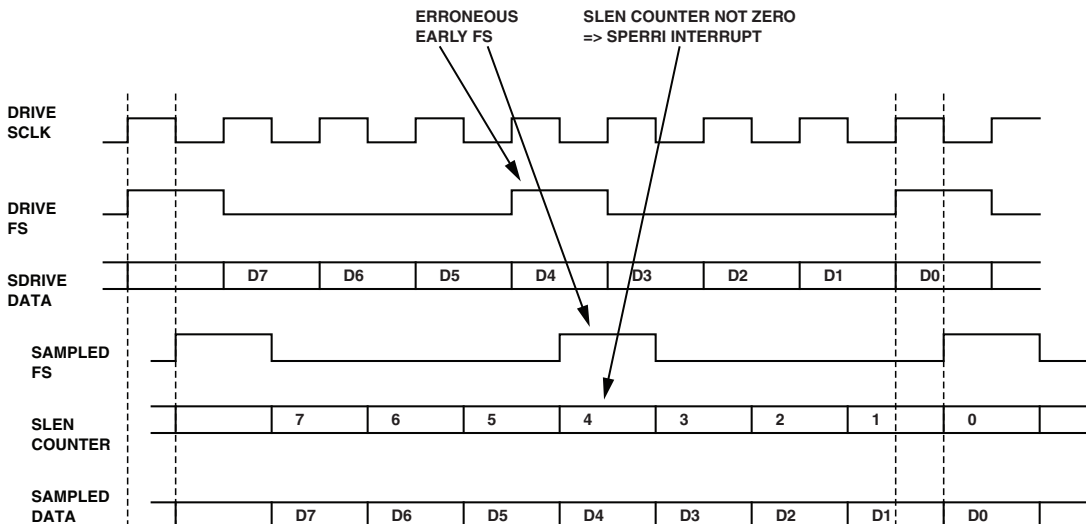 ERRONEOUS
EARLY FS
SLEN COUNTER NOT ZERO
=> SPERRI INTERRUPT
DRIVE
SCLK
DRIVE
FS
SDRIVE
DATA
D7 D6 D5 D4 D3 D2 D1 D0
SAMPLED
FS
SLEN
COUNTER
7 6 5 4 3 2 1 0
SAMPLED
DATA
D7 D6 D5 D4 D3 D2 D1 D0